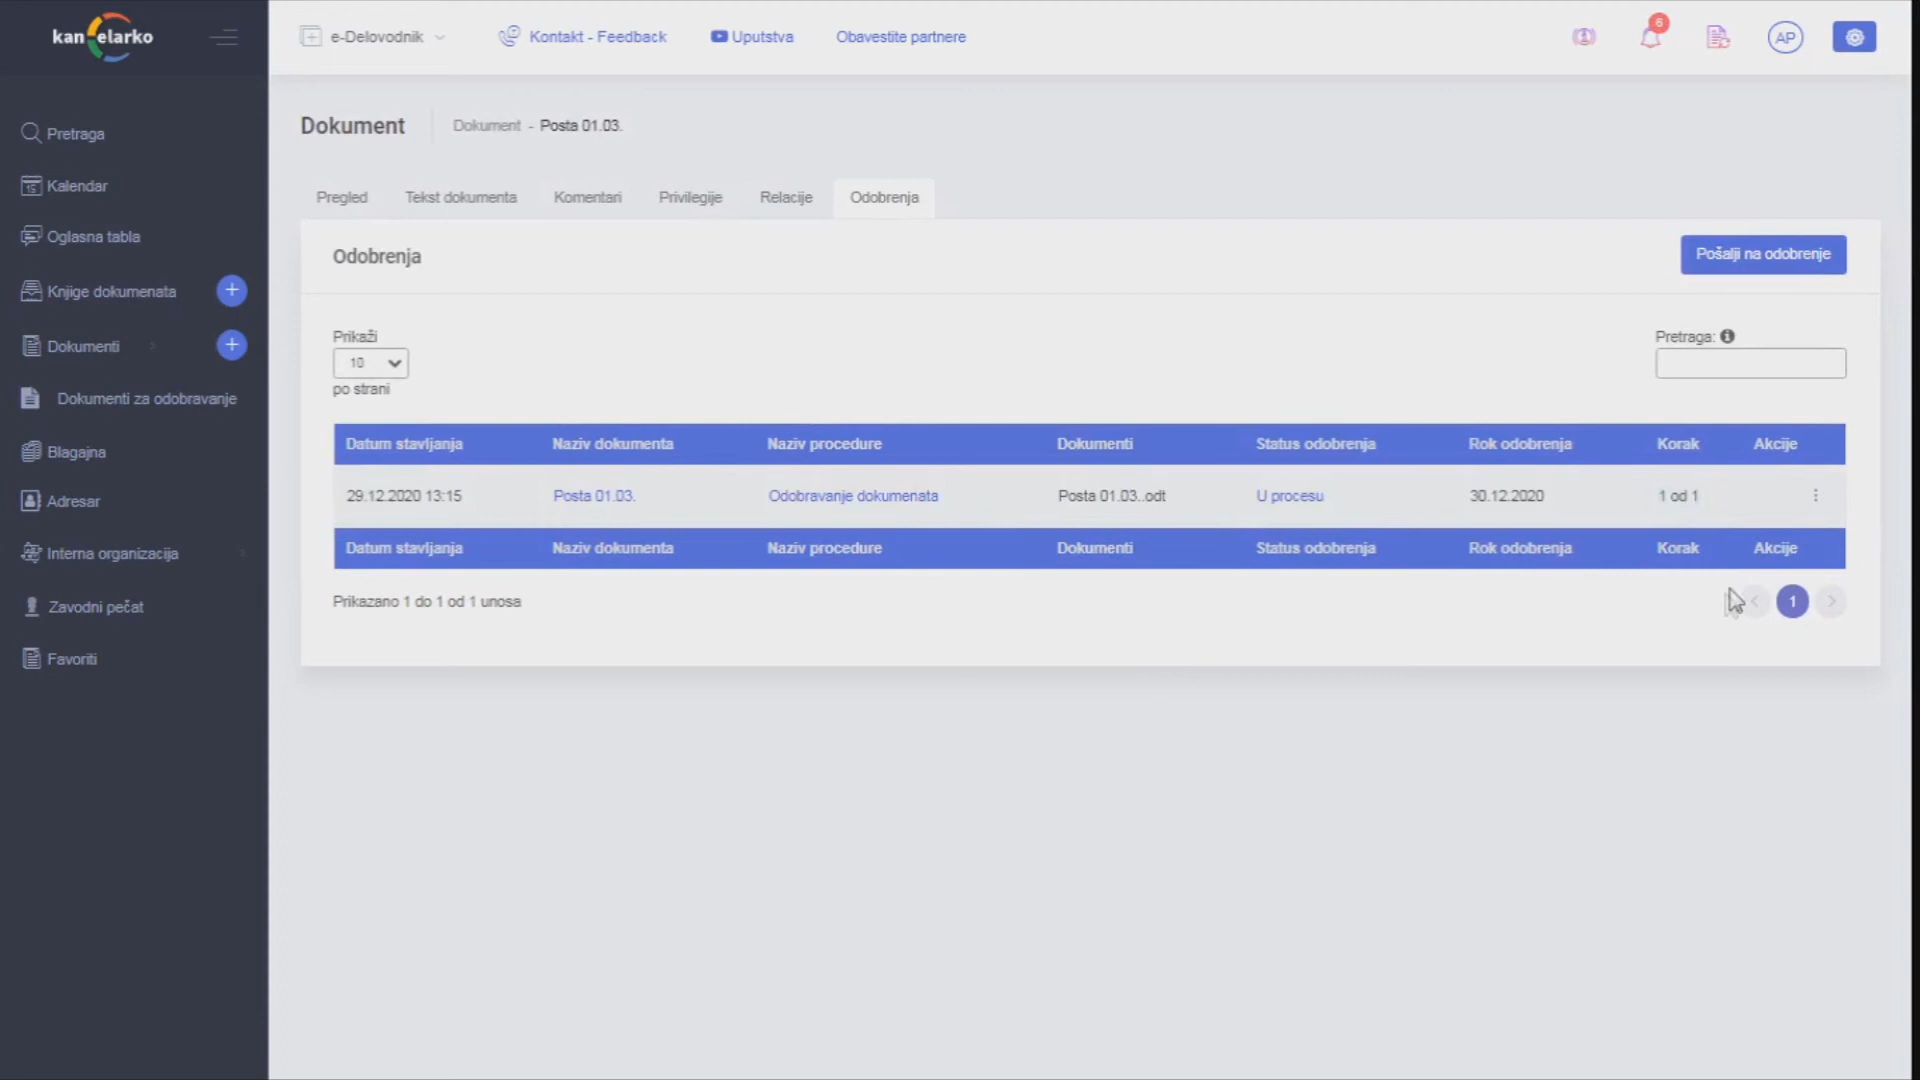 kancelarko
e-Delovodnik
Kontakt - Feedback
Uputstva
Obavestite partnere
6
AP
Pretraga
Kalendar
Oglasna tabla
Knjige dokumenata
Dokumenti
Dokumenti za odobravanje
Blagajna
Adresar
Interna organizacija
Zavodni pečat
Favoriti
Dokument
Dokument - Posta 01.03.
Pregled Tekst dokumenta Komentari Privilegije Relacije Odobrenja
Odobrenja
Pošalji na odobrenje
Prikaži
10
po strani
Pretraga:
Datum stavljanja Naziv dokumenta Naziv procedure Dokumenti Status odobrenja Rok odobrenja Korak Akcije
29.12.2020 13:15 Posta 01.03. Odobravanje dokumenata Posta 01.03..odt U procesu 30.12.2020 1 od 1
Datum stavljanja Naziv dokumenta Naziv procedure Dokumenti Status odobrenja Rok odobrenja Korak Akcije
Prikazano 1 do 1 od 1 unosa
1